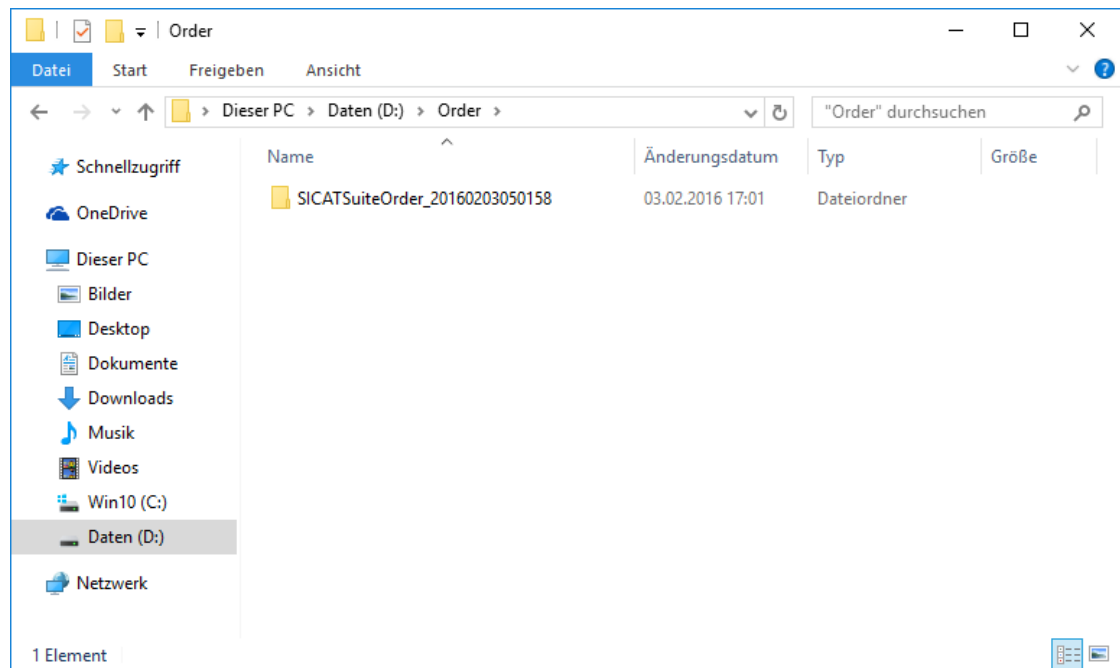 Order
Datei Start Freigeben Ansicht
Dieser PC Daten (D:) Order "Order" durchsuchen
Name Änderungsdatum Typ Größe
SICATSuiteOrder_20160203050158 03.02.2016 17:01 Dateiordner
Schnellzugriff
OneDrive
Dieser PC
Bilder
Desktop
Dokumente
Downloads
Musik
Videos
Win10 (C:)
Daten (D:)
Netzwerk
1 Element